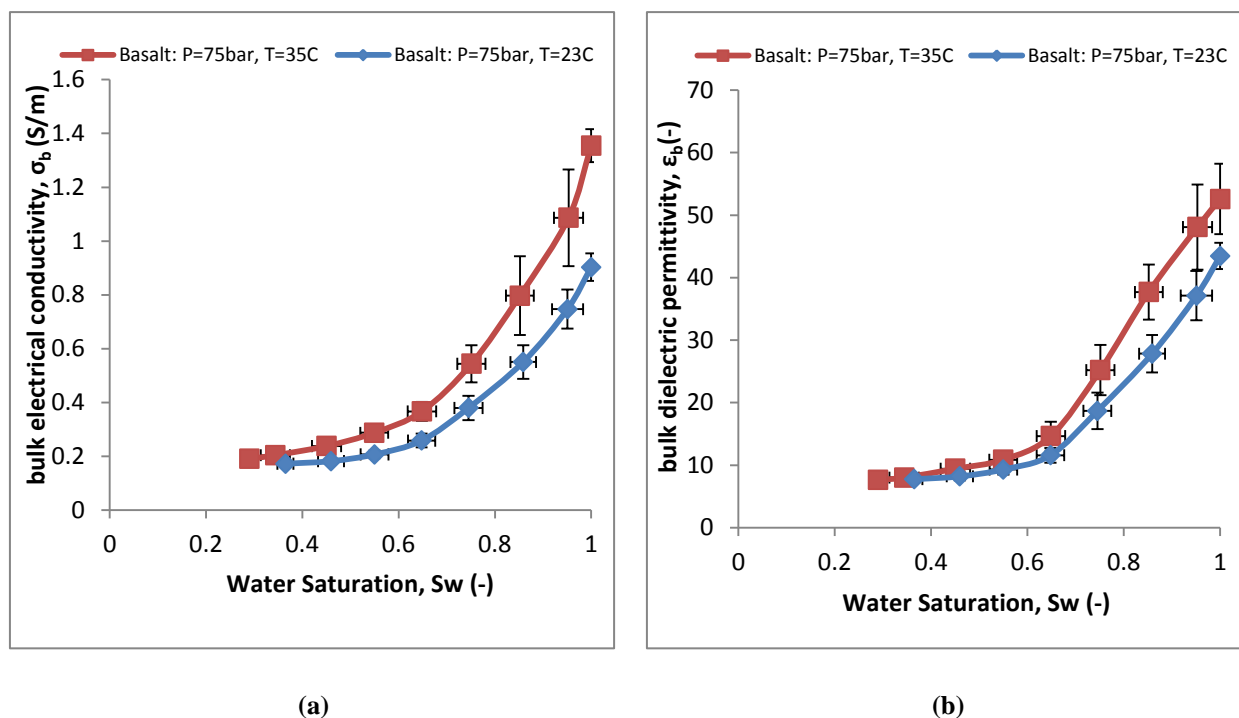 Basalt: P=75bar, T=35C
Basalt: P=75bar, T=23C
bulk electrical conductivity, σb (S/m)
1.6
1.4
1.2
1
0.8
0.6
0.4
0.2
0
0
0.2
0.4
0.6
0.8
1
Water Saturation, Sw (-)
(a)
Basalt: P=75bar, T=35C
Basalt: P=75bar, T=23C
bulk dielectric permittivity, εb(-)
70
60
50
40
30
20
10
0
0
0.2
0.4
0.6
0.8
1
Water Saturation, Sw (-)
(b)